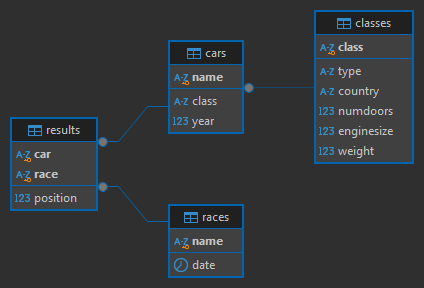 classes
A-Z class
A-Z type
A-Z country
123 numdoors
123 enginesize
123 weight
cars
A-Z name
A-Z class
123 year
results
A-Z car
A-Z race
123 position
races
A-Z name
date